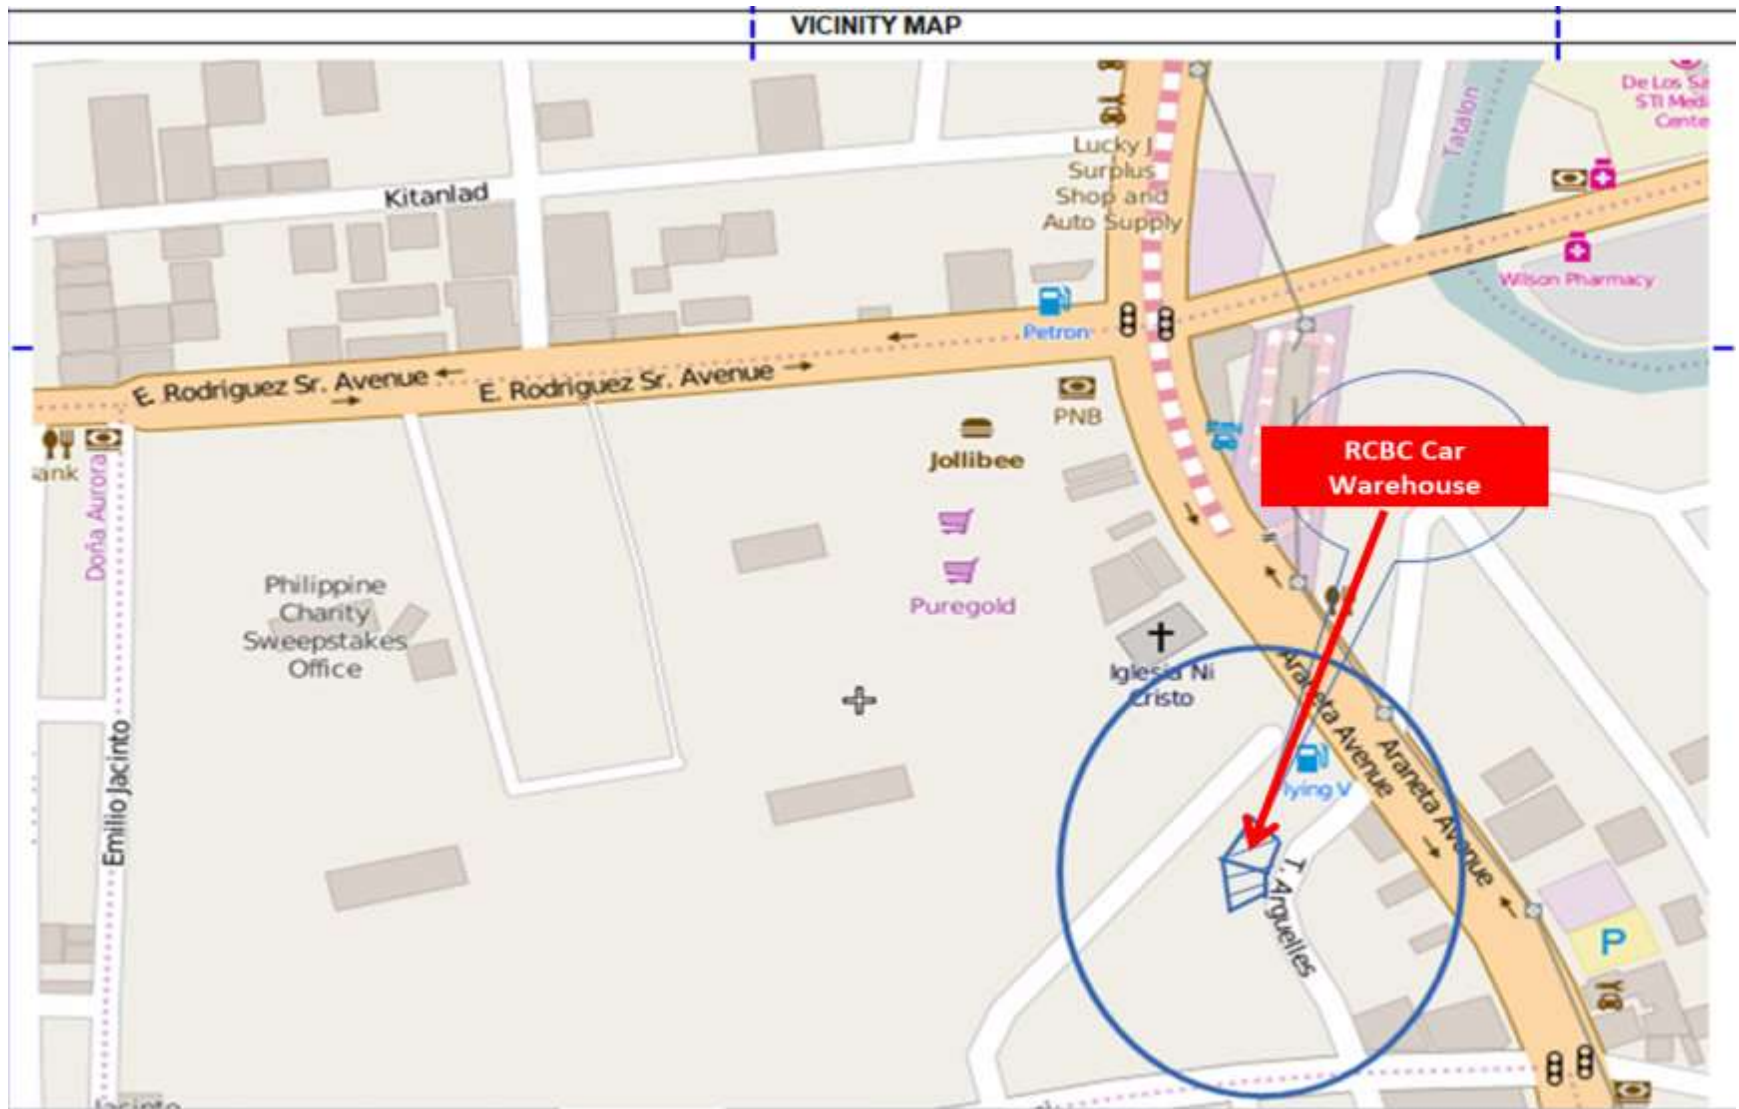 VICINITY MAP
De Los Sa
STI Medi
Cente
Tatalon
Lucky J
Surplus
Shop and
Auto Supply
Kitanlad
Wilson Pharmacy
Petron
E. Rodriguez Sr. Avenue
E. Rodriguez Sr. Avenue
PNB
ank
Jollibee
RCBC Car
Warehouse
Doña Aurora
Puregold
Philippine
Charity
Sweepstakes
Office
Iglesia Ni
Cristo
Araneta Avenue
Araneta Avenue
lying V
Emilio Jacinto
T. Arguelles
P
Jacinto